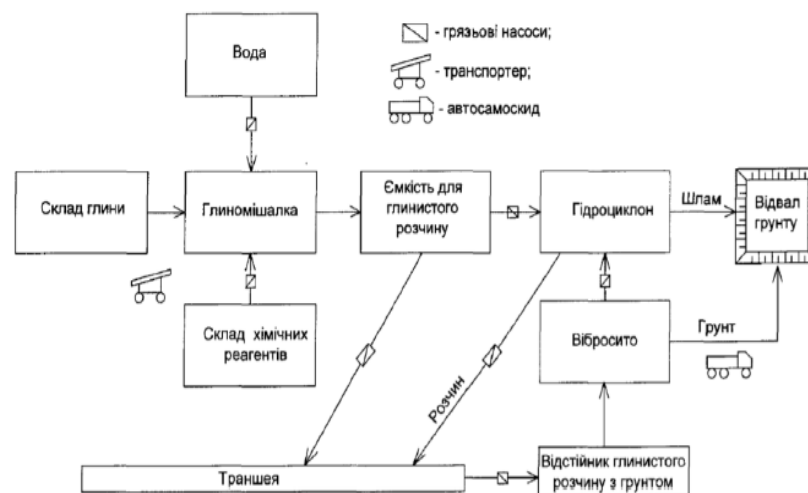 Вода
- грязьові насоси;
- транспортер;
- автосамоскид
Склад глини
Глиномішалка
Ємкість для
глинистого
розчину
Гідроциклон
Шлам
Відвал
грунту
Склад хімічних
реагентів
Вібросито
Грунт
Розчин
Траншея
Відстійник глинистого
розчину з грунтом